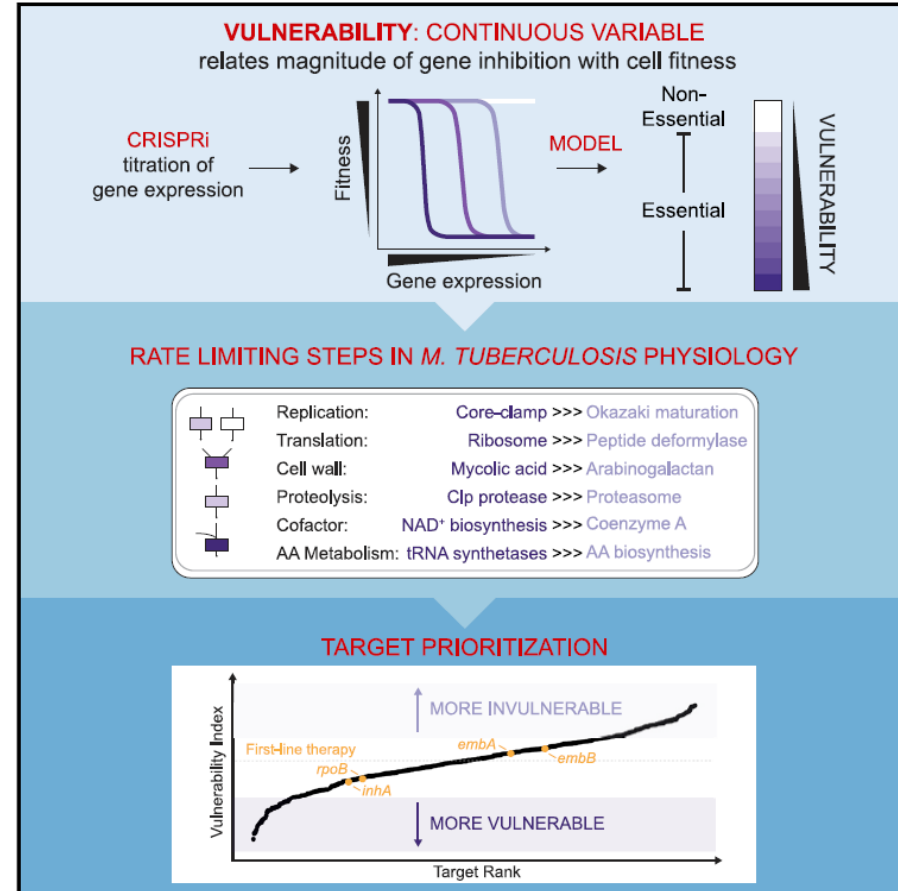 VULNERABILITY: CONTINUOUS VARIABLE
relates magnitude of gene inhibition with cell fitness
CRISPRi
titration of
gene expression
Fitness
Gene expression
MODEL
Non-
Essential
Essential
VULNERABILITY
RATE LIMITING STEPS IN M. TUBERCULOSIS PHYSIOLOGY
Replication: Core-clamp >>> Okazaki maturation
Translation: Ribosome >>> Peptide deformylase
Cell wall: Mycolic acid >>> Arabinogalactan
Proteolysis: Clp protease >>> Proteasome
Cofactor: NAD⁺ biosynthesis >>> Coenzyme A
AA Metabolism: tRNA synthetases >>> AA biosynthesis
TARGET PRIORITIZATION
Vulnerability Index
MORE INVULNERABLE
First-line therapy
rpoB
inhA
embA
embB
MORE VULNERABLE
Target Rank